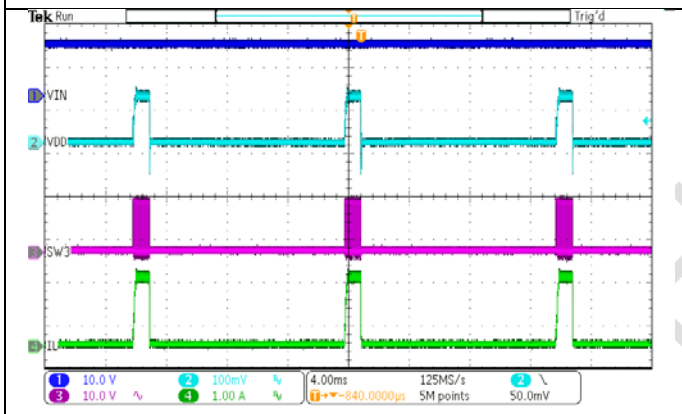 Tek Run Trig'd
T
T
1 VIN
2 VDD
3 SW3
4 IL
1 10.0 V 2 100mV 4.00ms 125MS/s 2
3 10.0 V 4 1.00 A T -840.0000µs 5M points 50.0mV